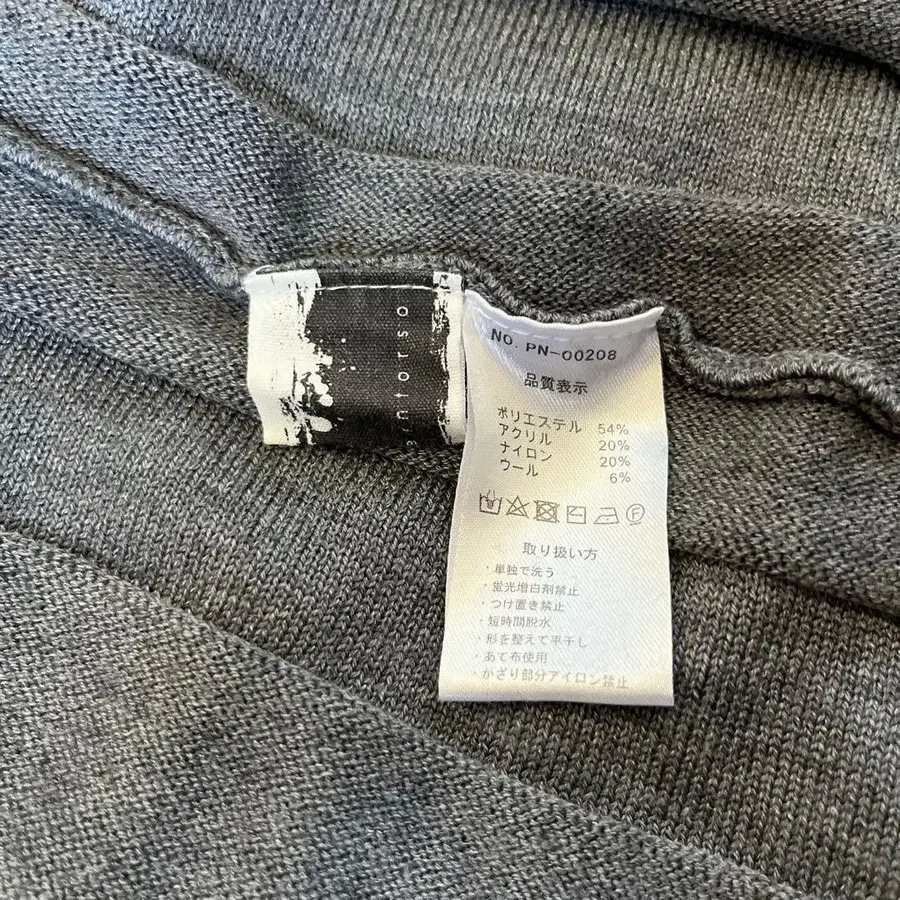 orso
NO. PN-00208
品質表示
ポリエステル 54%
アクリル 20%
ナイロン 20%
ウール 6%
F
取り扱い方
・単独で洗う
・蛍光増白剤禁止
・つけ置き禁止
・短時間脱水
・形を整えて平干し
・あて布使用
・かざり部分アイロン禁止